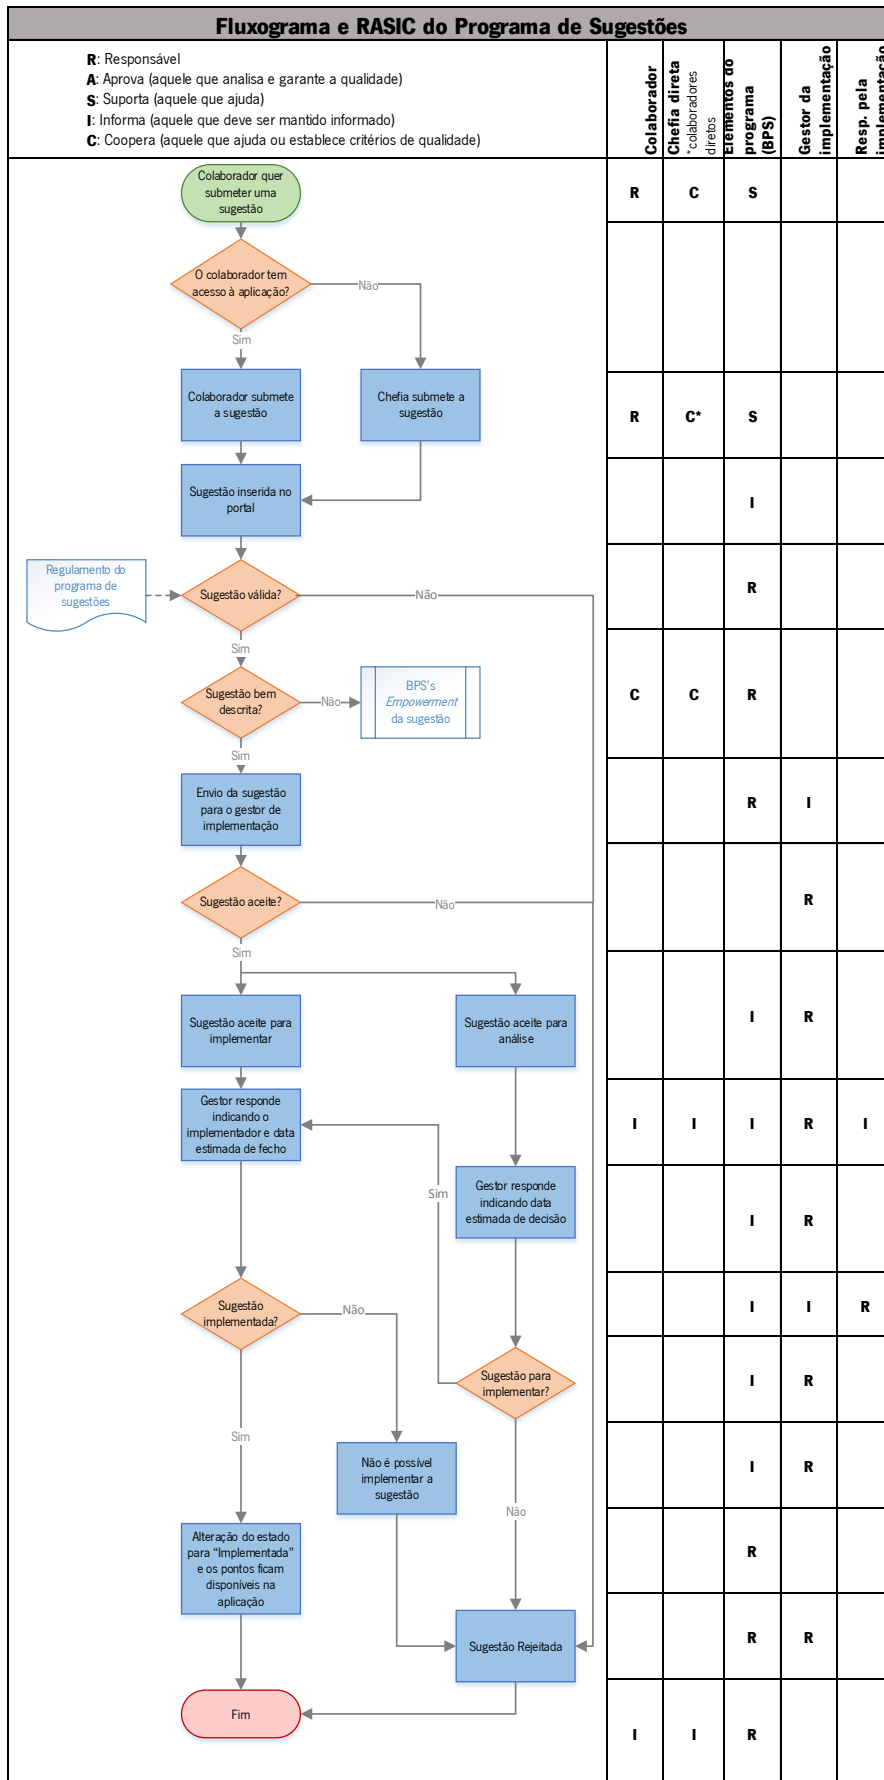 Fluxograma e RASIC do Programa de Sugestões
R: Responsável
A: Aprova (aquele que analisa e garante a qualidade)
S: Suporta (aquele que ajuda)
I: Informa (aquele que deve ser mantido informado)
C: Coopera (aquele que ajuda ou establece critérios de qualidade)
Colaborador
Chefia direta
*colaboradores
diretos
Elementos do
programa
(BPS)
Gestor da
implementação
Resp. pela
implementação
Colaborador quer
submeter uma
sugestão
R C S
O colaborador tem
acesso à aplicação?
Não
Sim
Colaborador submete
a sugestão
Chefia submete a
sugestão
R C* S
Sugestão inserida no
portal
I
Regulamento do
programa de
sugestões
Sugestão válida?
Não
R
Sim
Sugestão bem
descrita?
Não
BPS's
Empowerment
da sugestão
C C R
Sim
Envio da sugestão
para o gestor de
implementação
R I
Sugestão aceite?
Não
R
Sim
Sugestão aceite para
implementar
Sugestão aceite para
análise
I R
Gestor responde
indicando o
implementador e data
estimada de fecho
I I I R I
Sim
Gestor responde
indicando data
estimada de decisão
I R
Sugestão
implementada?
Não
I I R
Sugestão para
implementar?
I R
Sim
Não é possível
implementar a
sugestão
I R
Não
Alteração do estado
para “Implementada”
e os pontos ficam
disponíveis na
aplicação
R
Sugestão Rejeitada
R R
Fim
I I R